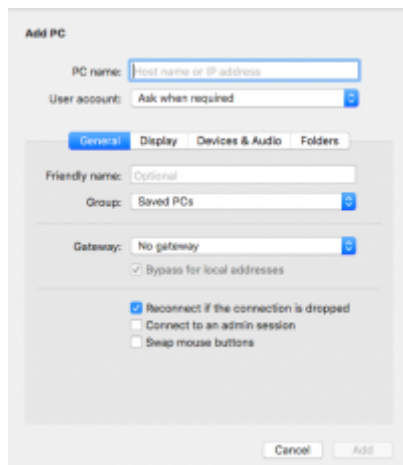 Add PC
PC name: Host name or IP address
User account: Ask when required
General Display Devices & Audio Folders
Friendly name: Optional
Group: Saved PCs
Gateway: No gateway
Bypass for local addresses
Reconnect if the connection is dropped
Connect to an admin session
Swap mouse buttons
Cancel Add